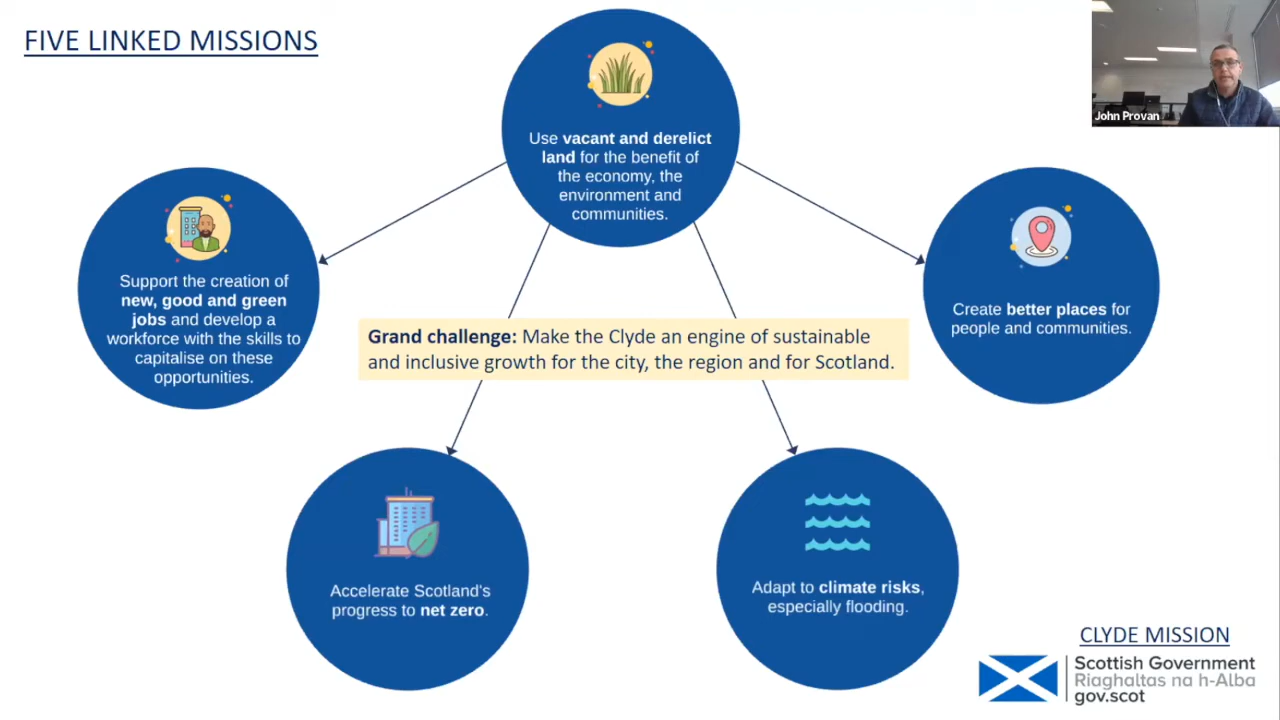 FIVE LINKED MISSIONS
John Provan
Use vacant and derelict
land for the benefit of
the economy, the
environment and
communities.
Support the creation of
new, good and green
jobs and develop a
workforce with the skills to
capitalise on these
opportunities.
Create better places for
people and communities.
Grand challenge: Make the Clyde an engine of sustainable
and inclusive growth for the city, the region and for Scotland.
Accelerate Scotland's
progress to net zero.
Adapt to climate risks,
especially flooding.
CLYDE MISSION
Scottish Government
Riaghaltas na h-Alba
gov.scot